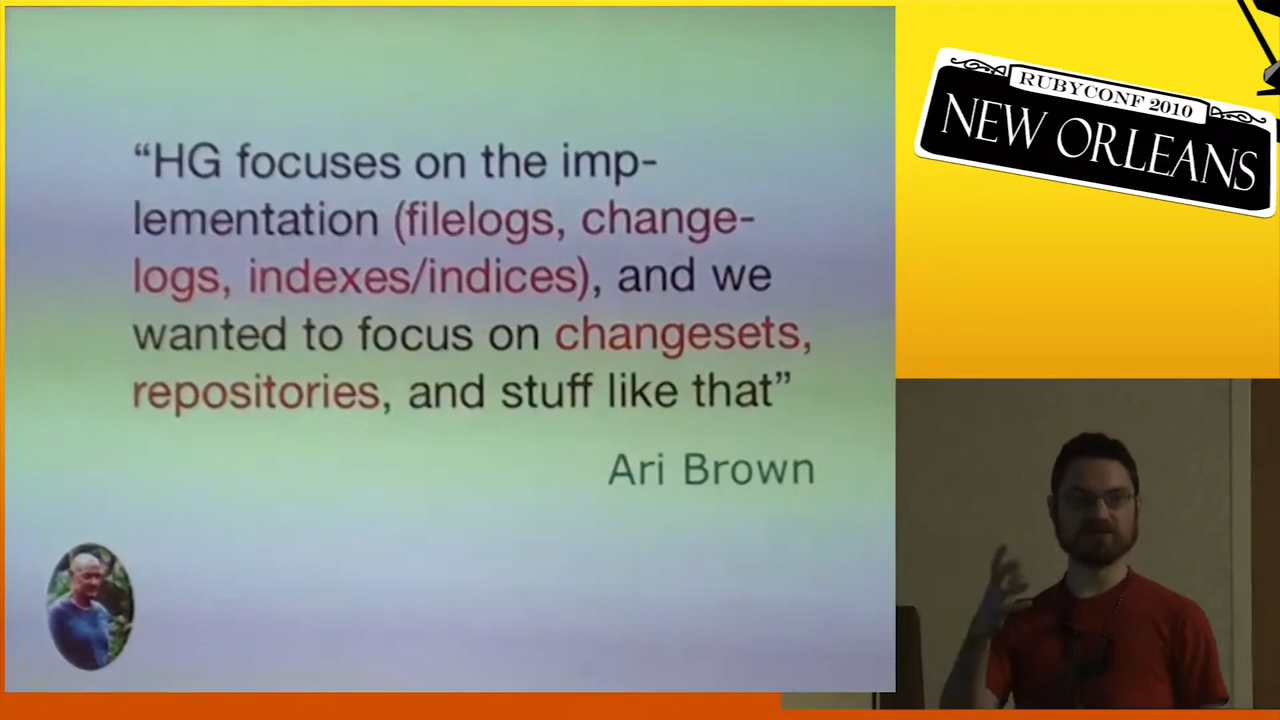 “HG focuses on the imp-
lementation (filelogs, change-
logs, indexes/indices), and we
wanted to focus on changesets,
repositories, and stuff like that”
Ari Brown
RUBYCONF 2010
NEW ORLEANS